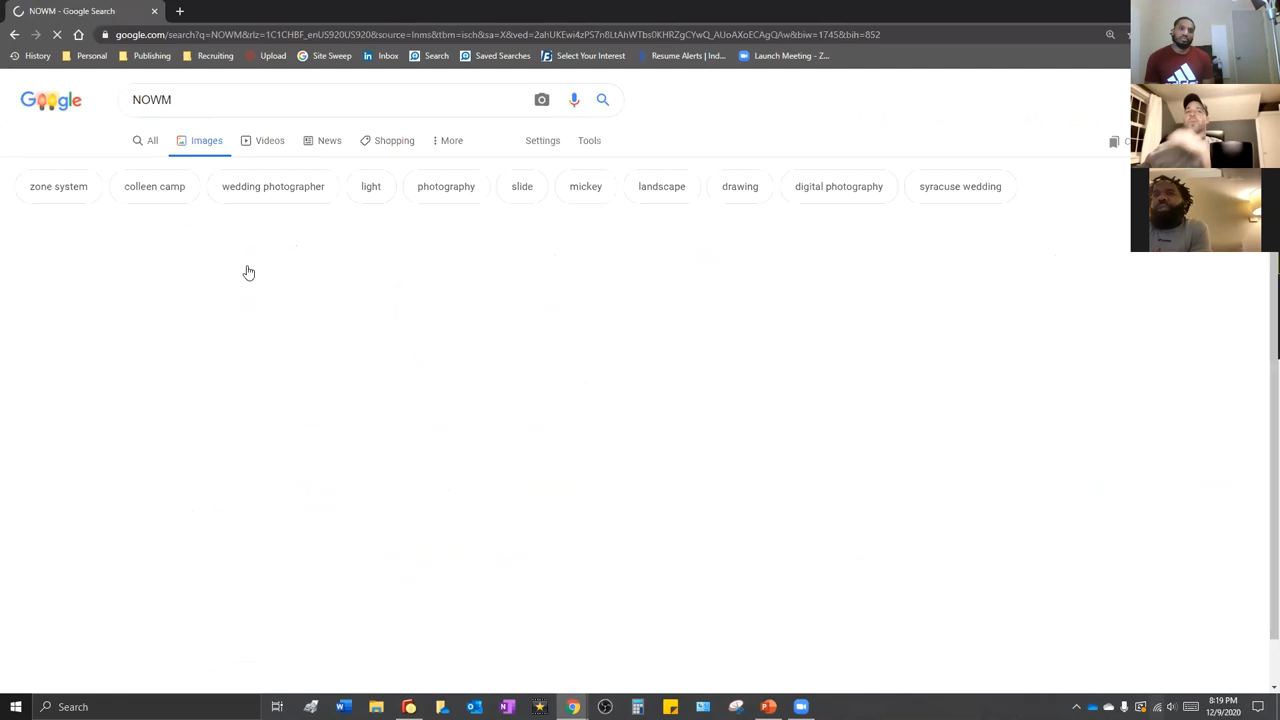 NOWM - Google Search
google.com/search?q=NOWM&rlz=1C1CHBF_enUS920US920&source=lnms&tbm=isch&sa=X&ved=2ahUKEwi4zPS7n8LtAhWTbs0KHRZgCYwQ_AUoAXoECAgQAw&biw=1745&bih=852
History Personal Publishing Recruiting Upload Site Sweep Inbox Search Saved Searches Select Your Interest Resume Alerts | Ind... Launch Meeting - Z...
Google NOWM
All Images Videos News Shopping More Settings Tools
zone system colleen camp wedding photographer light photography slide mickey landscape drawing digital photography syracuse wedding
8:19 PM
Search
12/9/2020